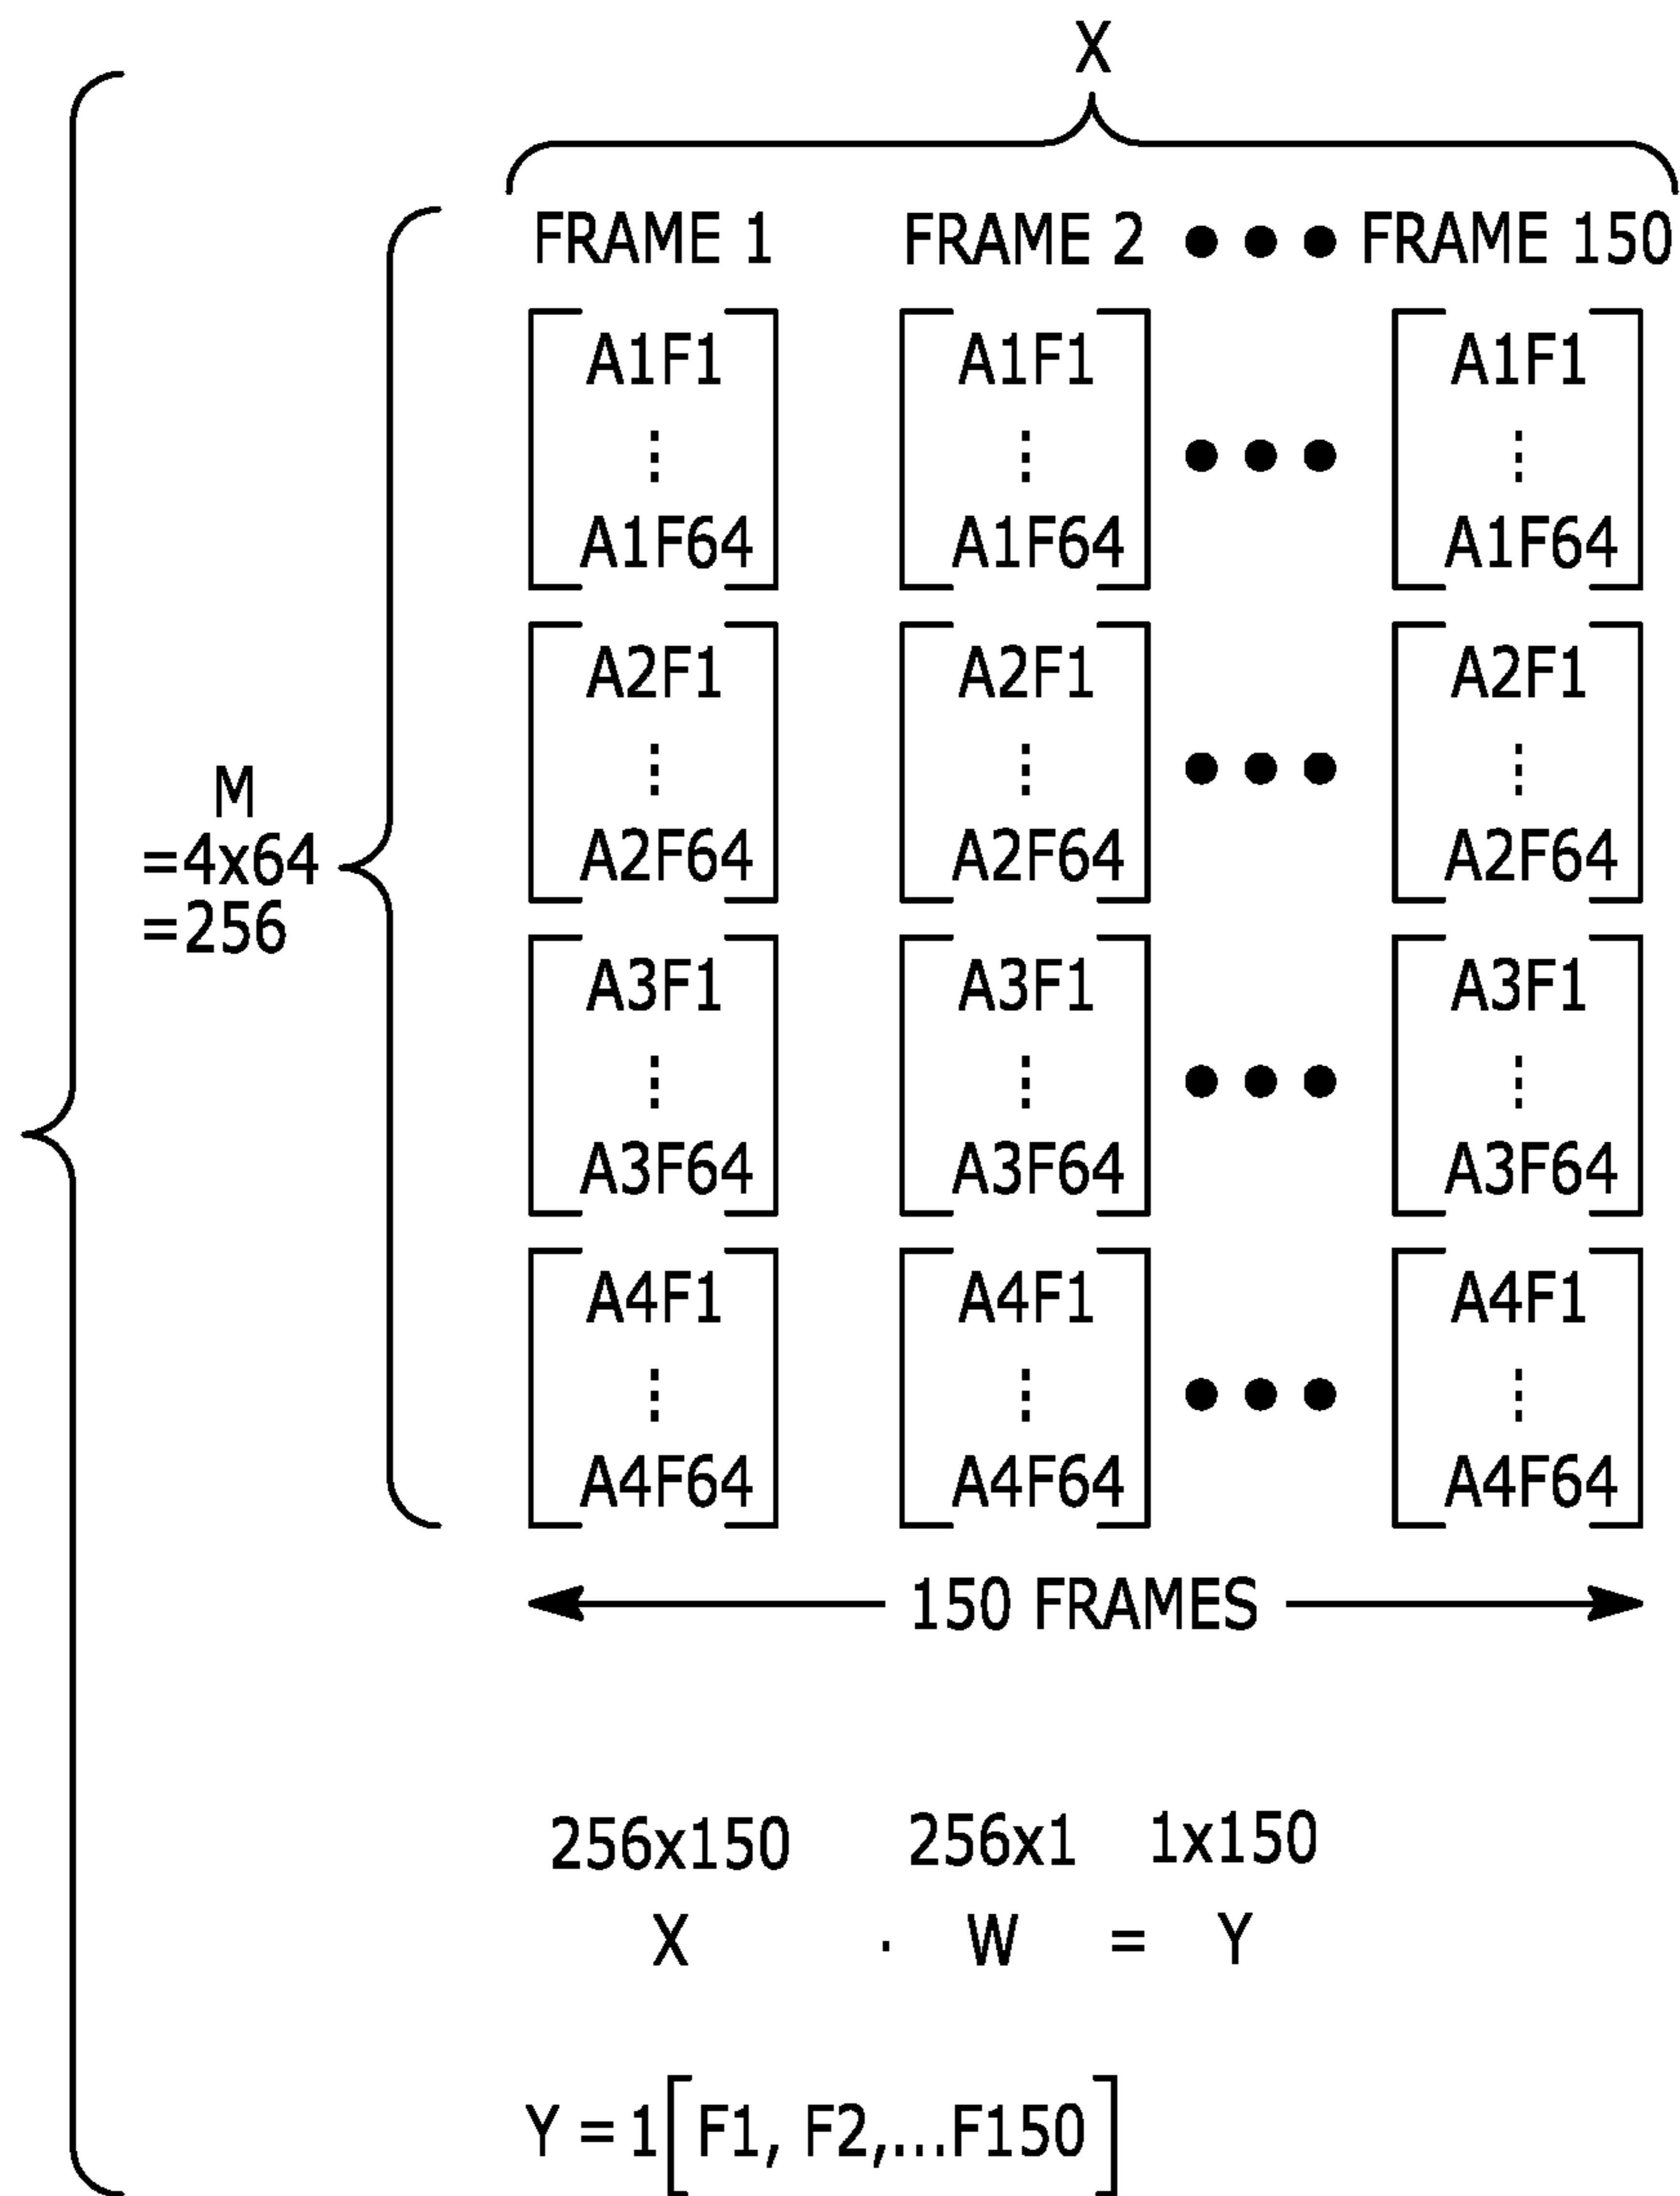 X
FRAME 1 FRAME 2 ••• FRAME 150
A1F1 A1F1 A1F1
⋮ ⋮ ••• ⋮
A1F64 A1F64 A1F64
A2F1 A2F1 A2F1
⋮ ⋮ ••• ⋮
A2F64 A2F64 A2F64
M
=4x64
=256
A3F1 A3F1 A3F1
⋮ ⋮ ••• ⋮
A3F64 A3F64 A3F64
A4F1 A4F1 A4F1
⋮ ⋮ ••• ⋮
A4F64 A4F64 A4F64
150 FRAMES
256x150 256x1 1x150
X · W = Y
Y = 1[F1, F2,...F150]